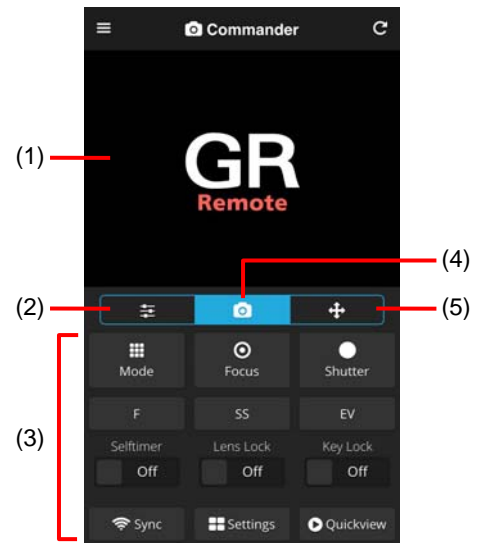 Commander
(1)
GR
Remote
(4)
(2)
(5)
Mode
Focus
Shutter
F
SS
EV
(3)
Selftimer
Lens Lock
Key Lock
Off
Off
Off
Sync
Settings
Quickview